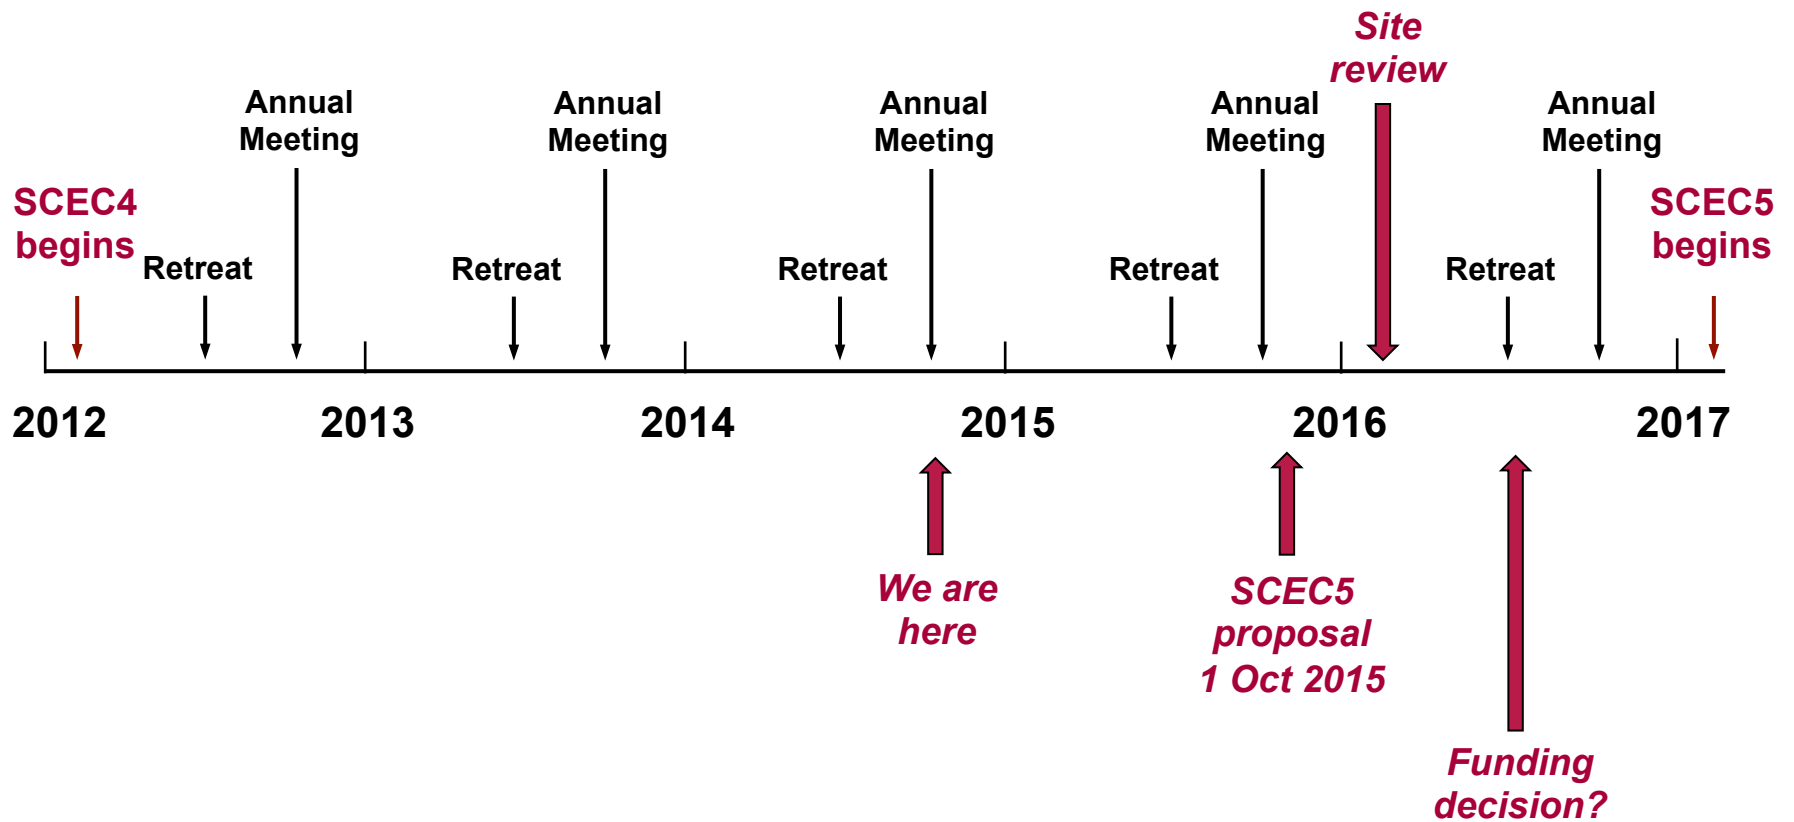 Site
review
Annual
Meeting
Annual
Meeting
Annual
Meeting
Annual
Meeting
Annual
Meeting
SCEC4
begins
SCEC5
begins
Retreat
Retreat
Retreat
Retreat
Retreat
2012
2013
2014
2015
2016
2017
We are
here
SCEC5
proposal
1 Oct 2015
Funding
decision?